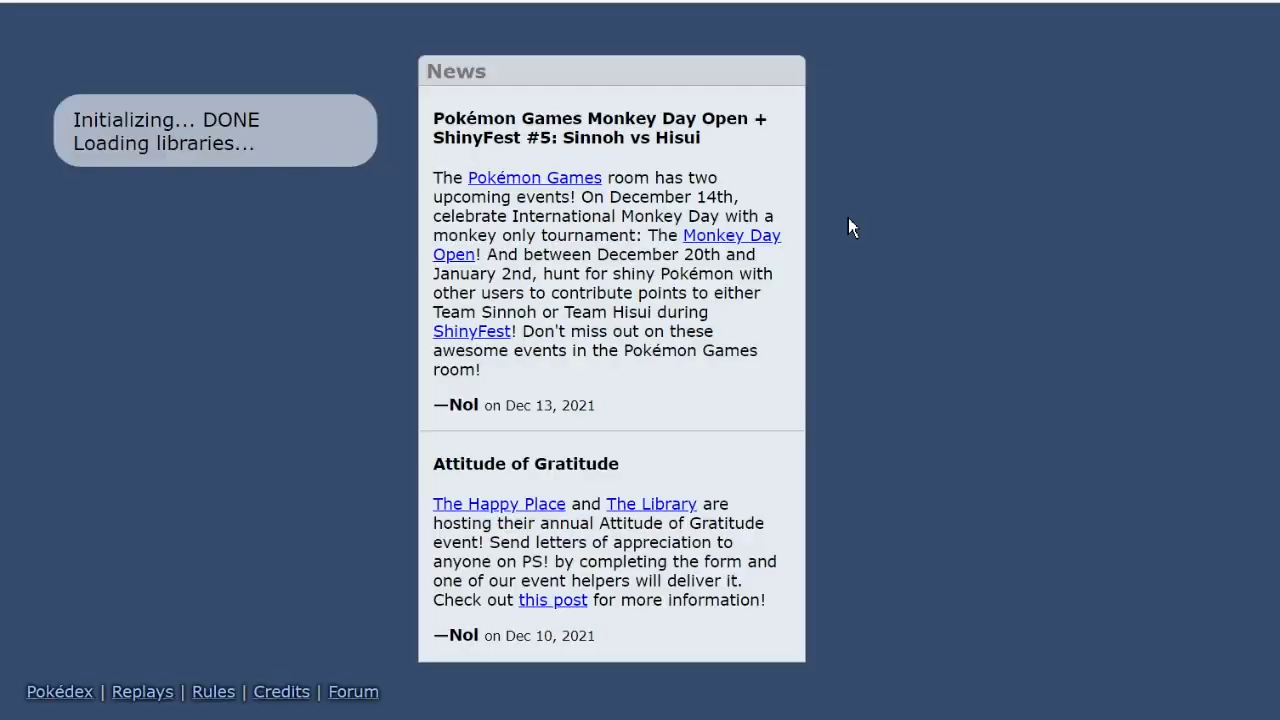 Initializing... DONE
Loading libraries...
News
Pokémon Games Monkey Day Open +
ShinyFest #5: Sinnoh vs Hisui
The Pokémon Games room has two
upcoming events! On December 14th,
celebrate International Monkey Day with a
monkey only tournament: The Monkey Day
Open! And between December 20th and
January 2nd, hunt for shiny Pokémon with
other users to contribute points to either
Team Sinnoh or Team Hisui during
ShinyFest! Don't miss out on these
awesome events in the Pokémon Games
room!
—Nol on Dec 13, 2021
Attitude of Gratitude
The Happy Place and The Library are
hosting their annual Attitude of Gratitude
event! Send letters of appreciation to
anyone on PS! by completing the form and
one of our event helpers will deliver it.
Check out this post for more information!
—Nol on Dec 10, 2021
Pokédex | Replays | Rules | Credits | Forum